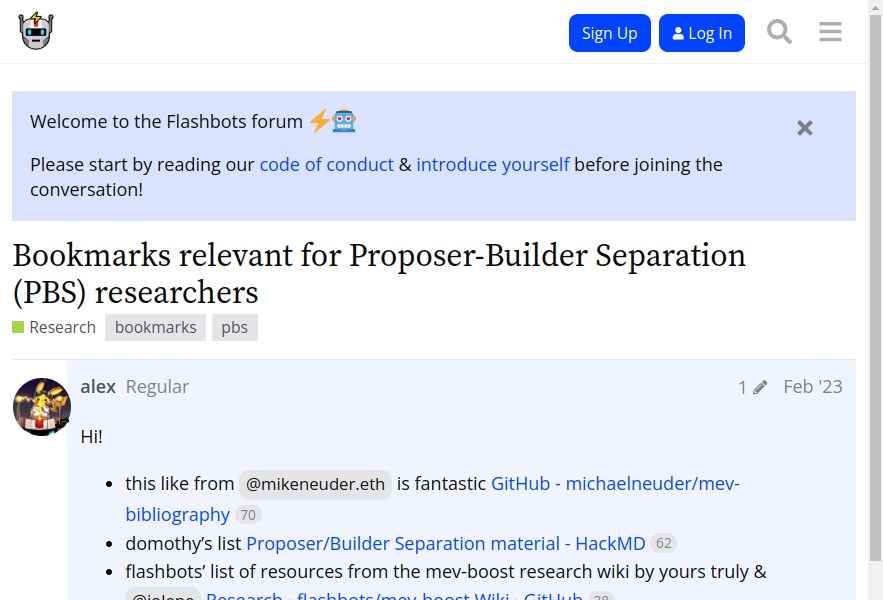 Sign Up
Log In
Welcome to the Flashbots forum
Please start by reading our code of conduct & introduce yourself before joining the
conversation!
Bookmarks relevant for Proposer-Builder Separation
(PBS) researchers
Research bookmarks pbs
alex Regular 1 Feb '23
Hi!
this like from @mikeneuder.eth is fantastic GitHub - michaelneuder/mev-
bibliography 70
domothy’s list Proposer/Builder Separation material - HackMD 62
flashbots’ list of resources from the mev-boost research wiki by yours truly &
@jolene Research · flashbots/mev-boost Wiki · GitHub 38